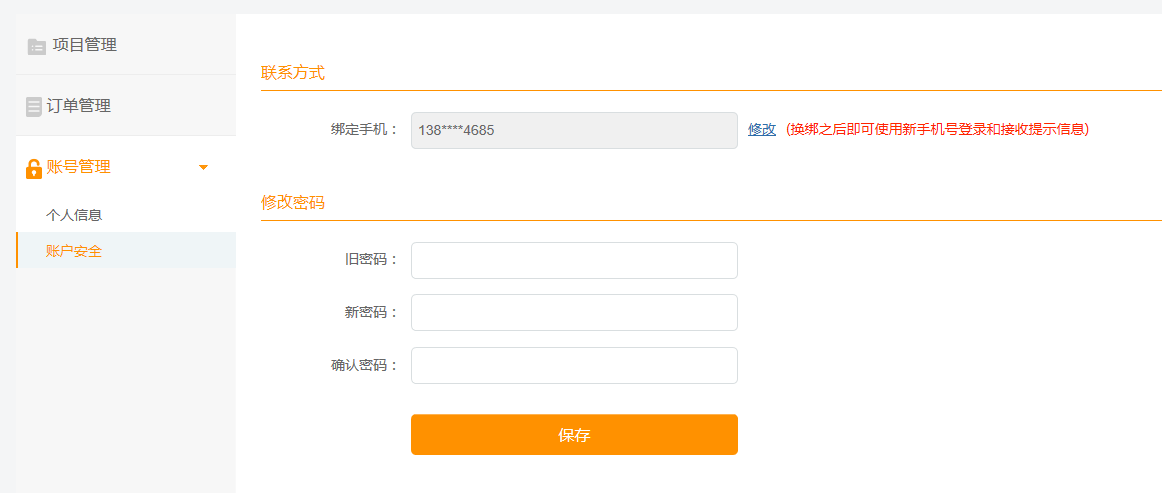 项目管理
订单管理
账号管理
个人信息
账户安全
联系方式
绑定手机： 138****4685 修改 (换绑之后即可使用新手机号登录和接收提示信息)
修改密码
旧密码：
新密码：
确认密码：
保存